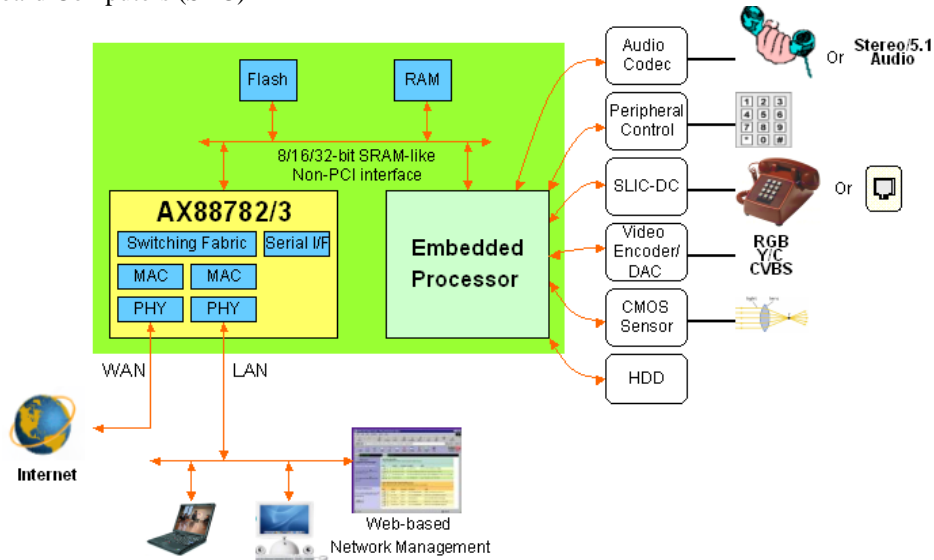 Flash
RAM
8/16/32-bit SRAM-like
Non-PCI interface
AX88782/3
Switching Fabric
Serial I/F
MAC
MAC
PHY
PHY
Embedded
Processor
WAN
LAN
Internet
Web-based
Network Management
Audio
Codec
Or
Stereo/5.1
Audio
Peripheral
Control
1 2 3
4 5 6
7 8 9
* 0 #
SLIC-DC
Or
Video
Encoder/
DAC
RGB
Y/C
CVBS
CMOS
Sensor
HDD